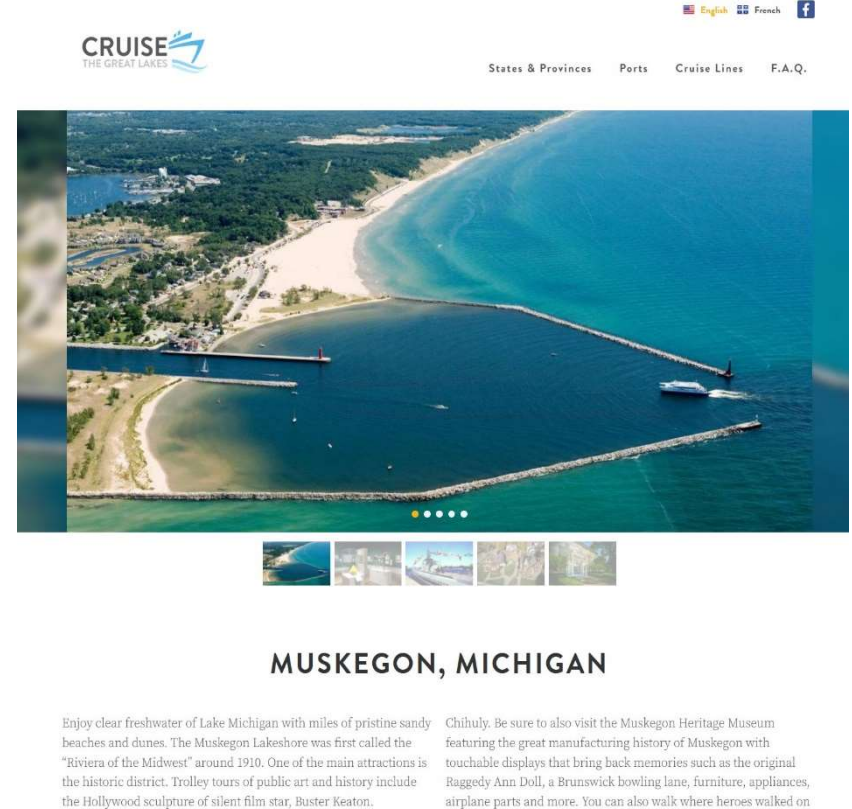 English French
CRUISE
THE GREAT LAKES
States & Provinces Ports Cruise Lines F.A.Q.
MUSKEGON, MICHIGAN
Enjoy clear freshwater of Lake Michigan with miles of pristine sandy
beaches and dunes. The Muskegon Lakeshore was first called the
“Riviera of the Midwest” around 1910. One of the main attractions is
the historic district. Trolley tours of public art and history include
the Hollywood sculpture of silent film star, Buster Keaton.
Chihuly. Be sure to also visit the Muskegon Heritage Museum
featuring the great manufacturing history of Muskegon with
touchable displays that bring back memories such as the original
Raggedy Ann Doll, a Brunswick bowling lane, furniture, appliances,
airplane parts and more. You can also walk where heroes walked on